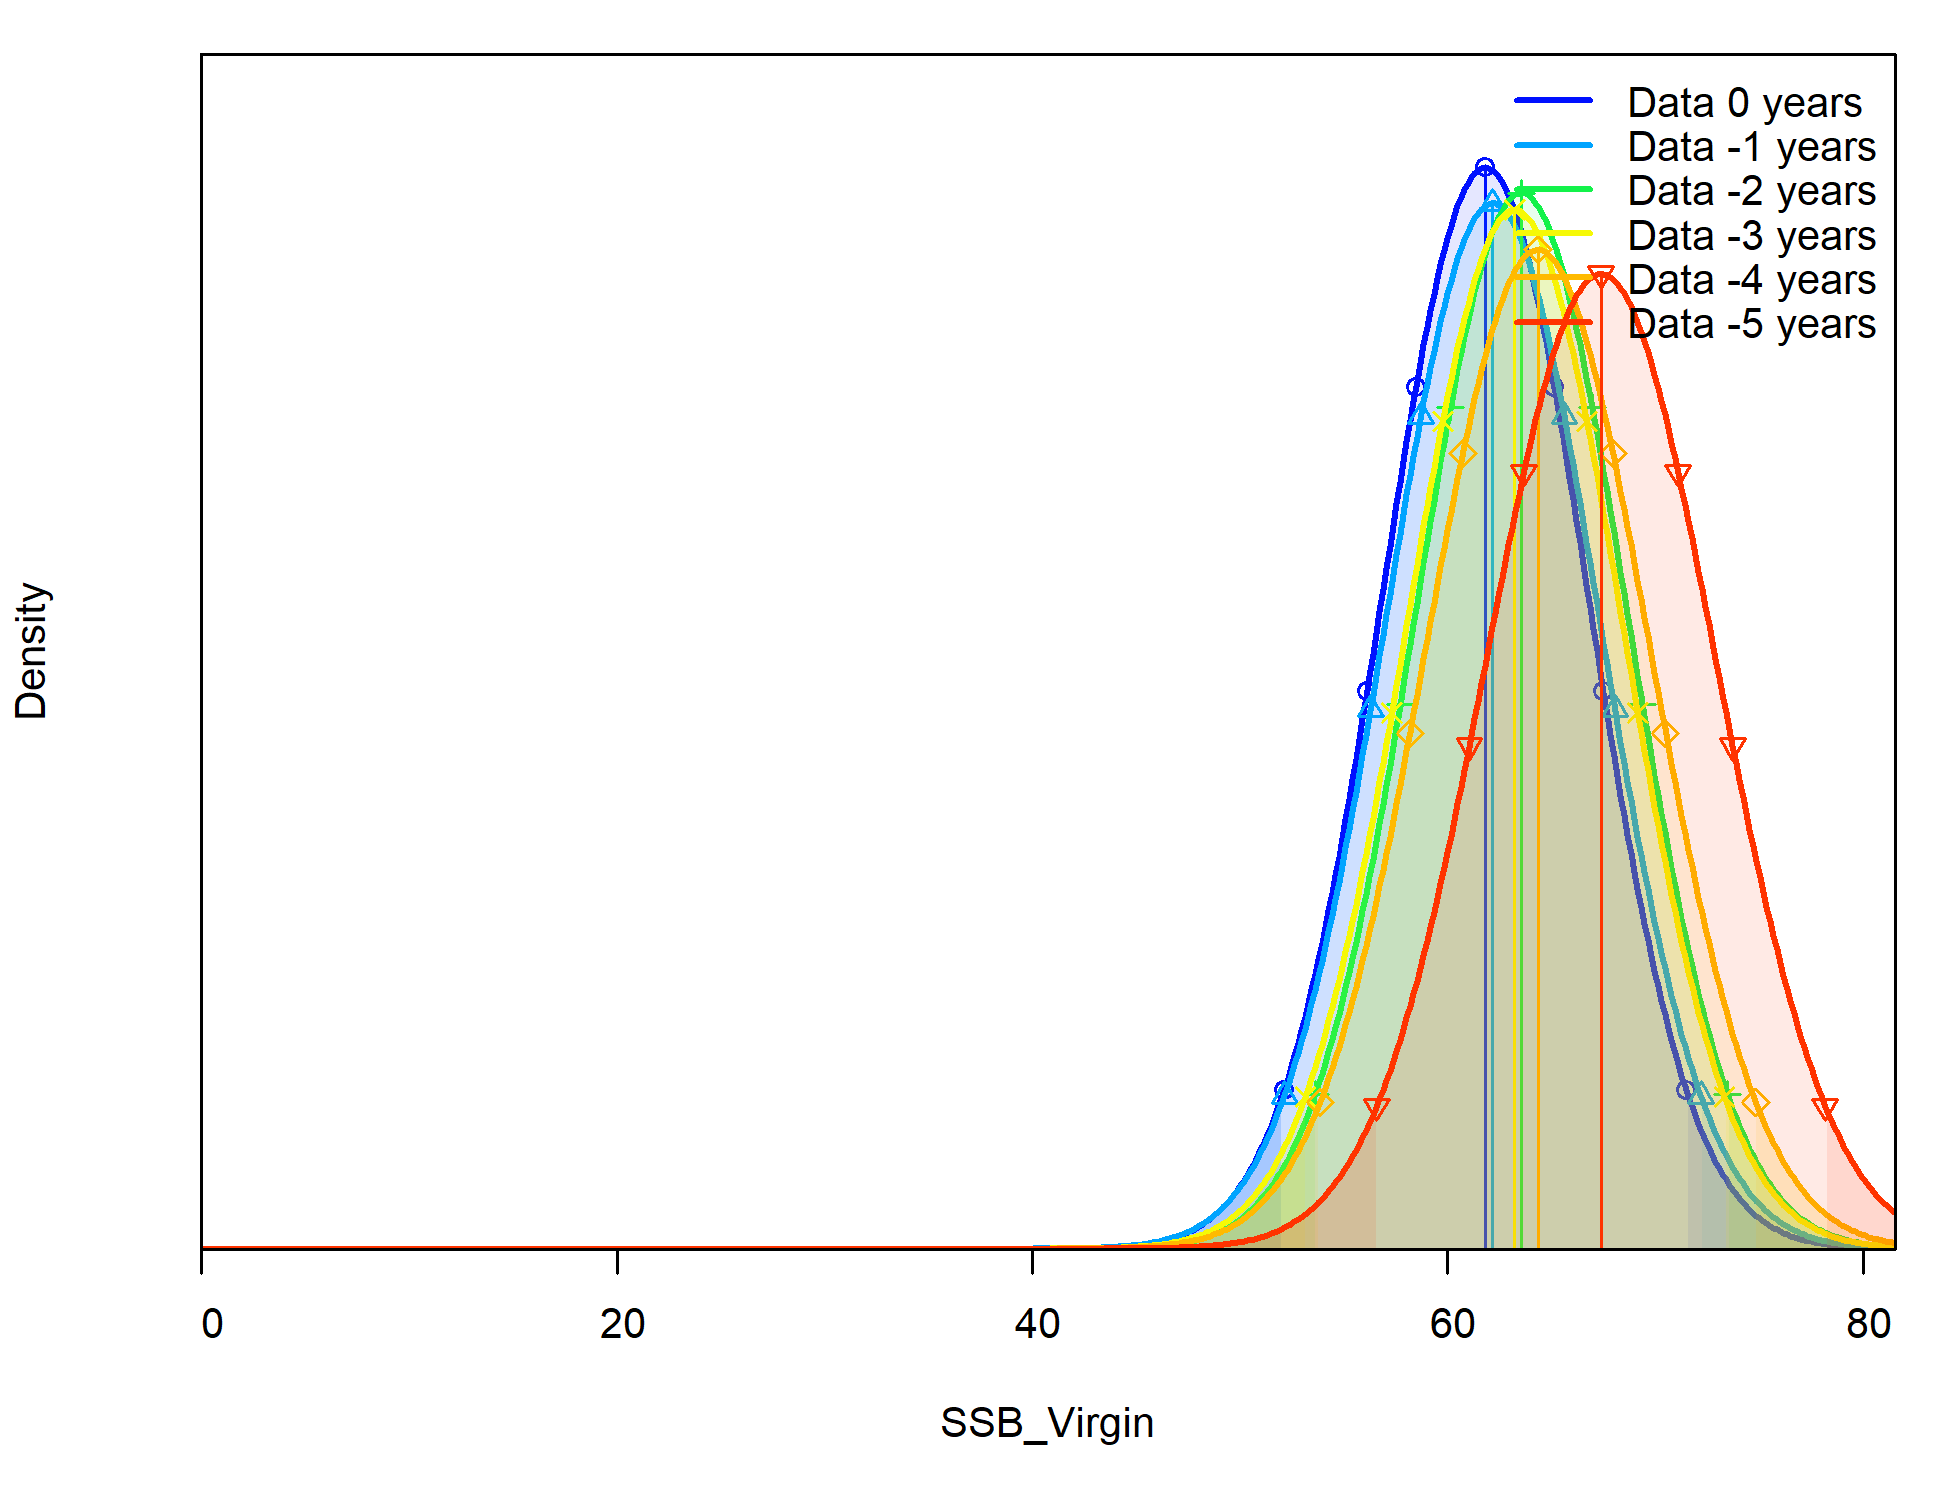 Data 0 years
Data -1 years
Data -2 years
Data -3 years
Data -4 years
Data -5 years
Density
0 20 40 60 80
SSB_Virgin